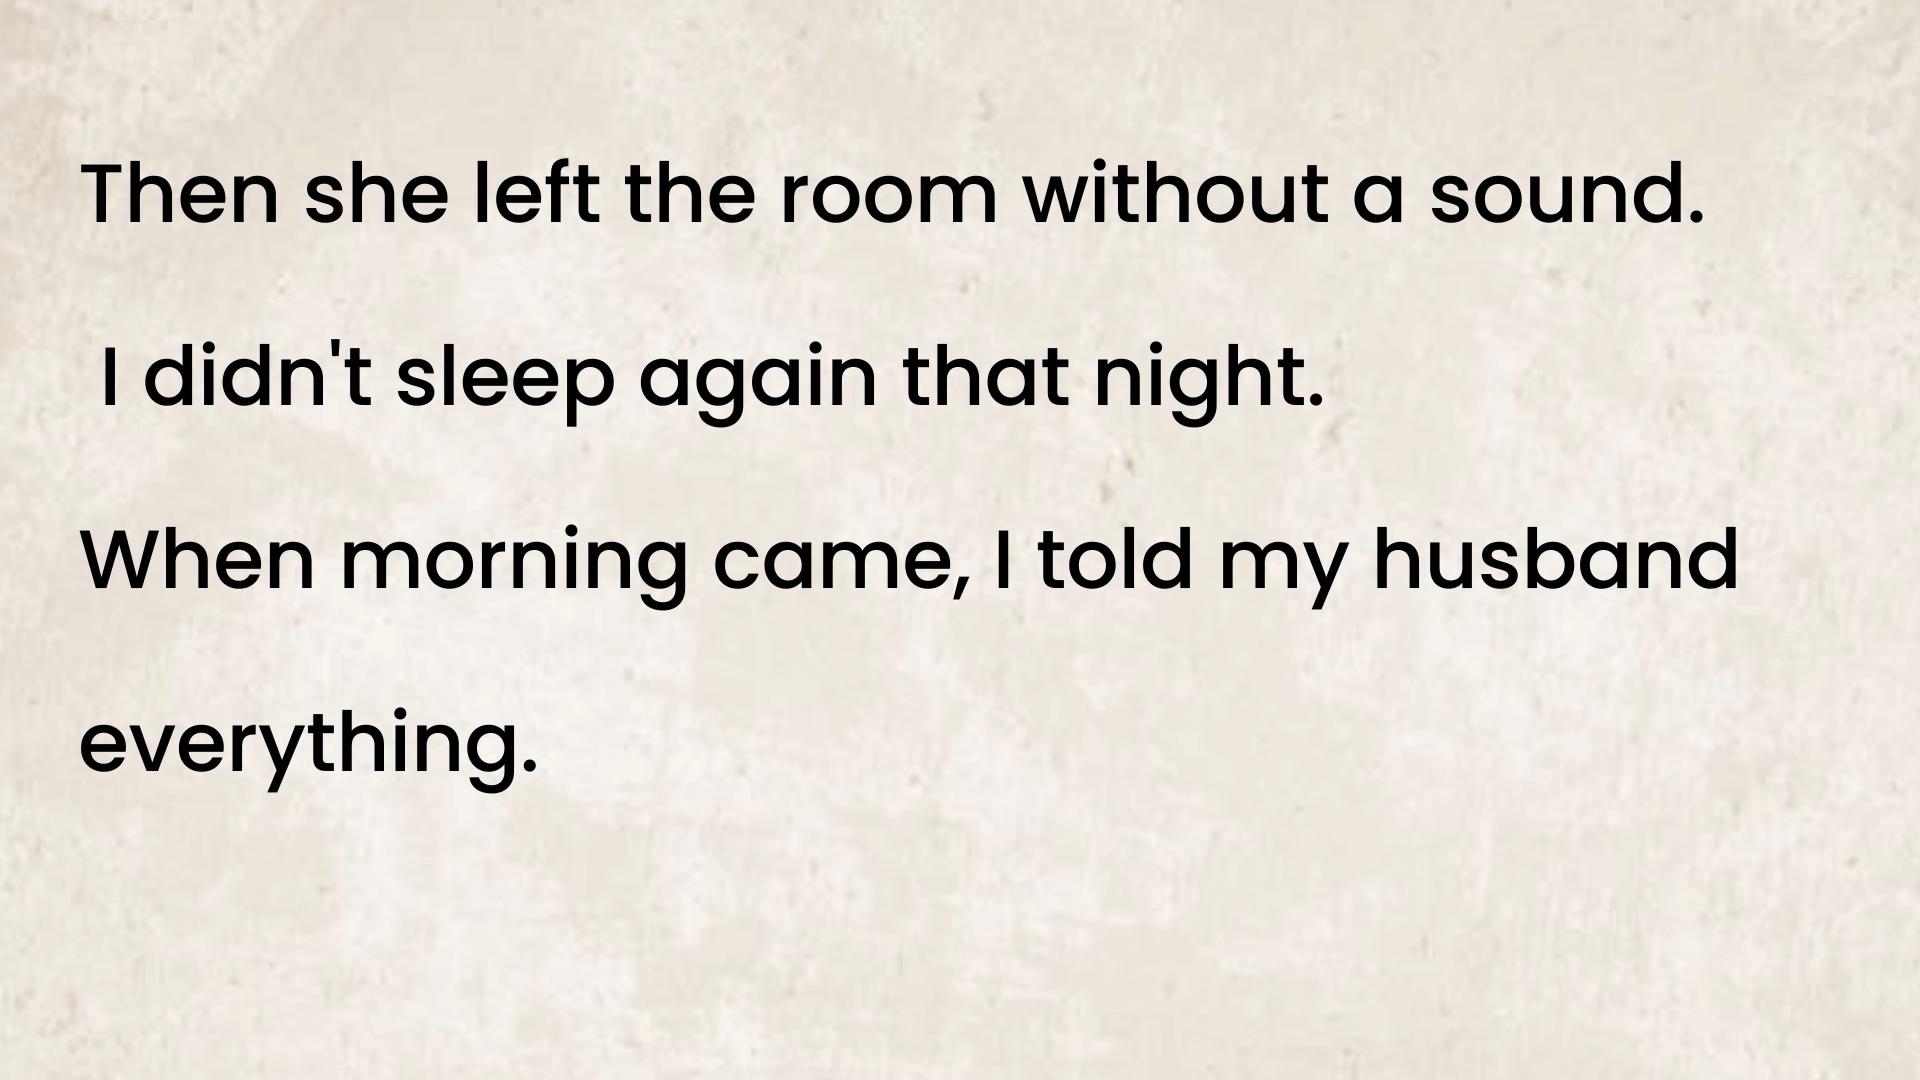 Then she left the room without a sound.
I didn't sleep again that night.
When morning came, I told my husband
everything.